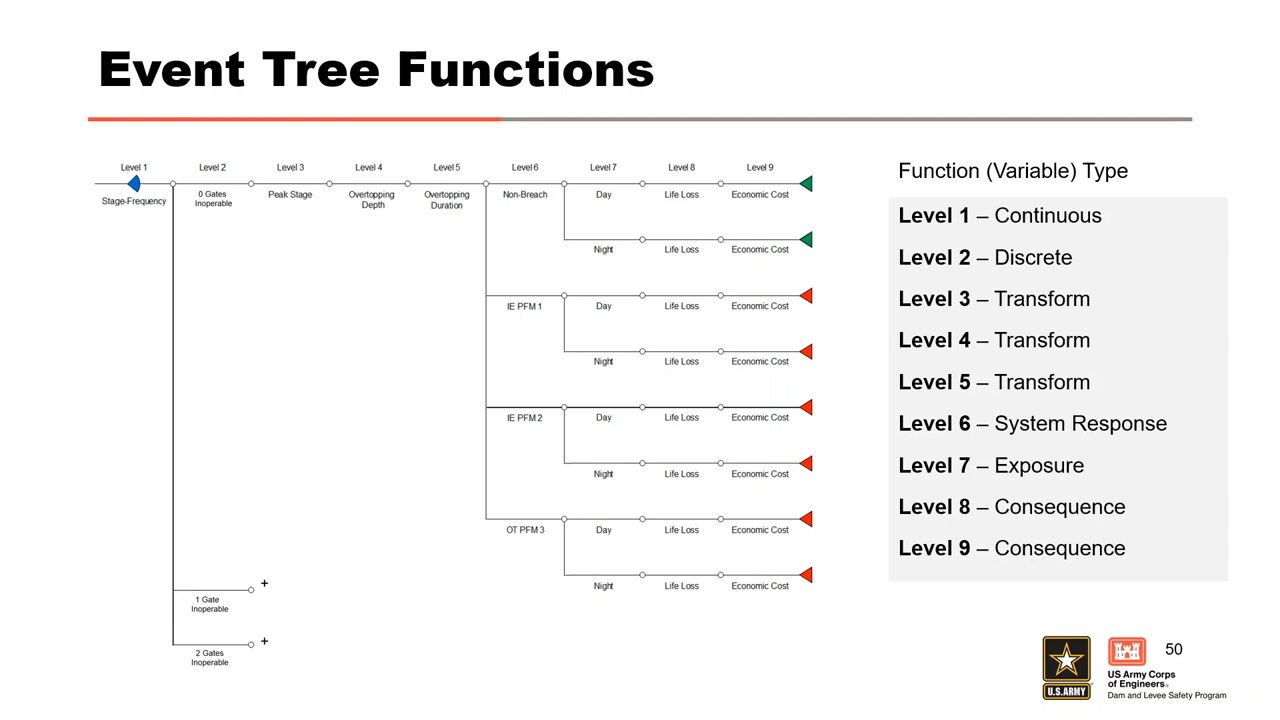 Event Tree Functions
Level 1
Level 2
Level 3
Level 4
Level 5
Level 6
Level 7
Level 8
Level 9
Stage-Frequency
0 Gates
Inoperable
Peak Stage
Overtopping
Depth
Overtopping
Duration
Non-Breach
Day
Life Loss
Economic Cost
Night
Life Loss
Economic Cost
IE PFM 1
Day
Life Loss
Economic Cost
Night
Life Loss
Economic Cost
IE PFM 2
Day
Life Loss
Economic Cost
Night
Life Loss
Economic Cost
OT PFM 3
Day
Life Loss
Economic Cost
Night
Life Loss
Economic Cost
+
1 Gate
Inoperable
+
2 Gates
Inoperable
Function (Variable) Type
Level 1 – Continuous
Level 2 – Discrete
Level 3 – Transform
Level 4 – Transform
Level 5 – Transform
Level 6 – System Response
Level 7 – Exposure
Level 8 – Consequence
Level 9 – Consequence
U.S.ARMY
US Army Corps
of Engineers®
Dam and Levee Safety Program
50